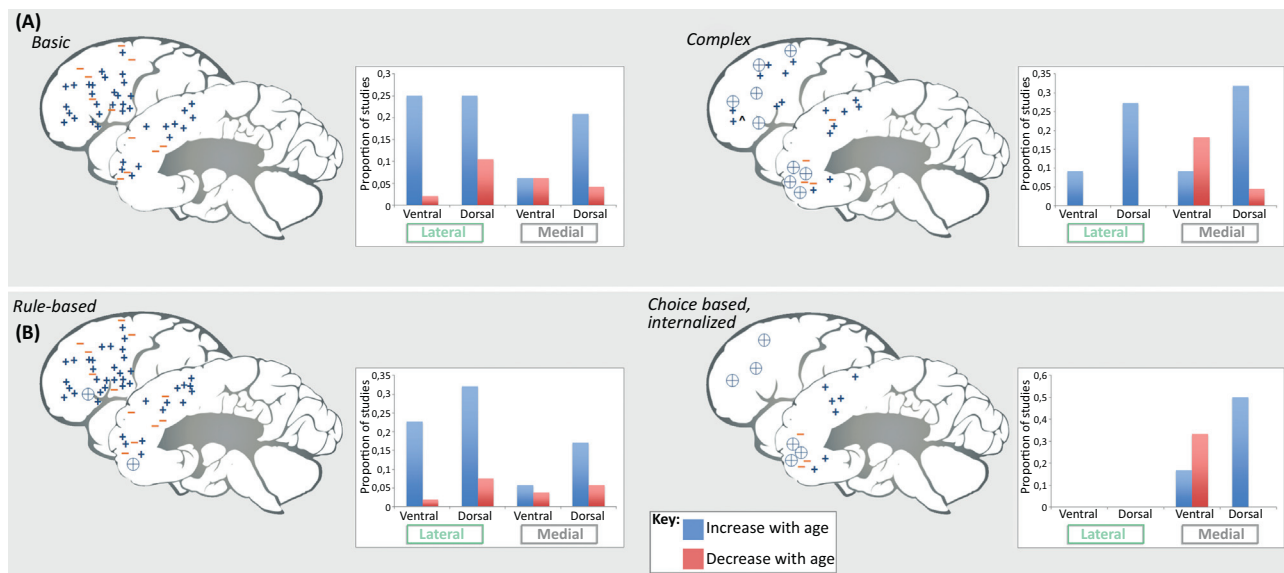 (A)
Basic
Proportion of studies
0,3
0,25
0,2
0,15
0,1
0,05
0
Ventral Dorsal Ventral Dorsal
Lateral Medial
Complex
Proportion of studies
0,35
0,3
0,25
0,2
0,15
0,1
0,05
0
Ventral Dorsal Ventral Dorsal
Lateral Medial
Rule-based
(B)
Proportion of studies
0,35
0,3
0,25
0,2
0,15
0,1
0,05
0
Ventral Dorsal Ventral Dorsal
Lateral Medial
Choice based,
internalized
Proportion of studies
0,6
0,5
0,4
0,3
0,2
0,1
0
Ventral Dorsal Ventral Dorsal
Lateral Medial
Key:
Increase with age
Decrease with age